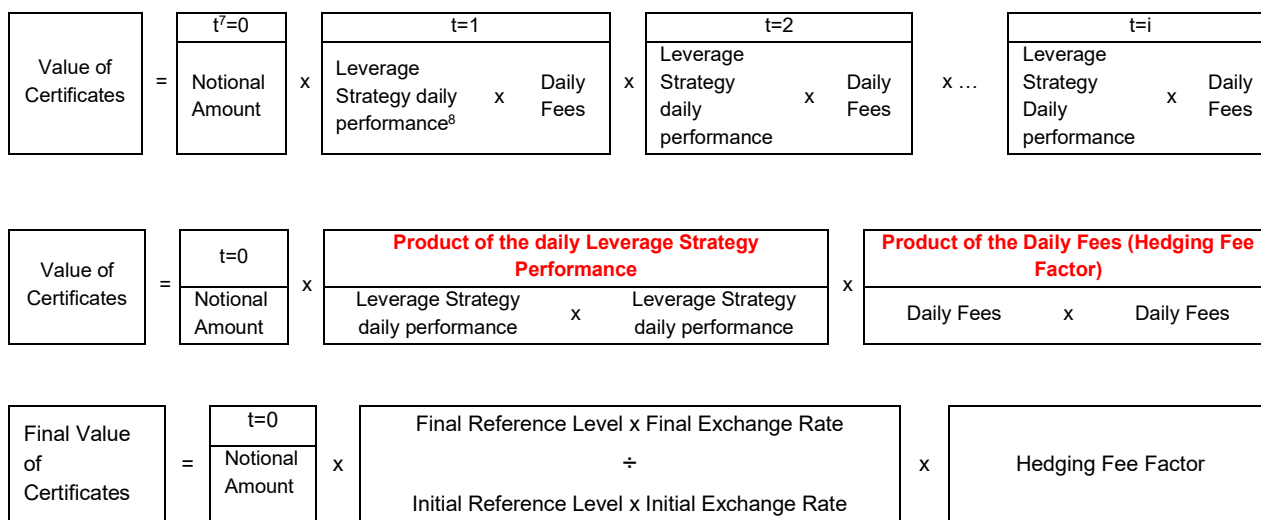 t⁷=0
t=1
t=2
t=i
Value of
Certificates
=
Notional
Amount
x
Leverage
Strategy daily
performance⁸
x
Daily
Fees
x
Leverage
Strategy
daily
performance
x
Daily
Fees
x …
Leverage
Strategy
Daily
performance
x
Daily
Fees
Value of
Certificates
=
t=0
Notional
Amount
x
Product of the daily Leverage Strategy
Performance
Leverage Strategy
daily performance
x
Leverage Strategy
daily performance
x
Product of the Daily Fees (Hedging Fee
Factor)
Daily Fees x Daily Fees
Final Value
of
Certificates
=
t=0
Notional
Amount
x
Final Reference Level x Final Exchange Rate
÷
Initial Reference Level x Initial Exchange Rate
x
Hedging Fee Factor